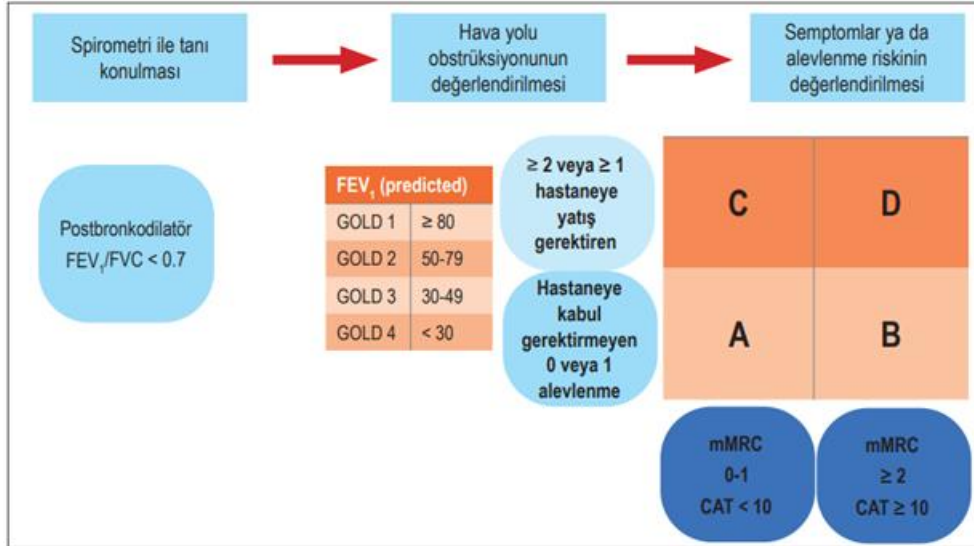 Spirometri ile tanı
konulması
Hava yolu
obstrüksiyonunun
değerlendirilmesi
Semptomlar ya da
alevlenme riskinin
değerlendirilmesi
Postbronkodilatör
FEV₁/FVC < 0.7
FEV₁ (predicted)
GOLD 1 ≥ 80
GOLD 2 50-79
GOLD 3 30-49
GOLD 4 < 30
≥ 2 veya ≥ 1
hastaneye
yatış
gerektiren
Hastaneye
kabul
gerektirmeyen
0 veya 1
alevlenme
C D
A B
mMRC
0-1
CAT < 10
mMRC
≥ 2
CAT ≥ 10